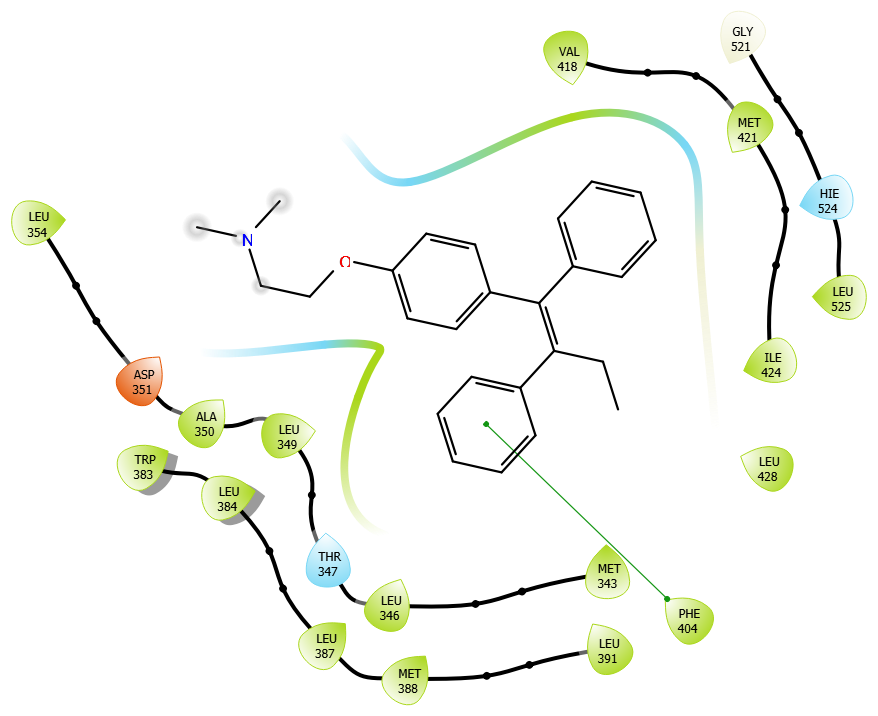 GLY
521
VAL
418
MET
421
HIE
524
LEU
354
N
O
LEU
525
ILE
424
ASP
351
ALA
350
LEU
349
TRP
383
LEU
428
LEU
384
THR
347
MET
343
LEU
346
PHE
404
LEU
387
LEU
391
MET
388